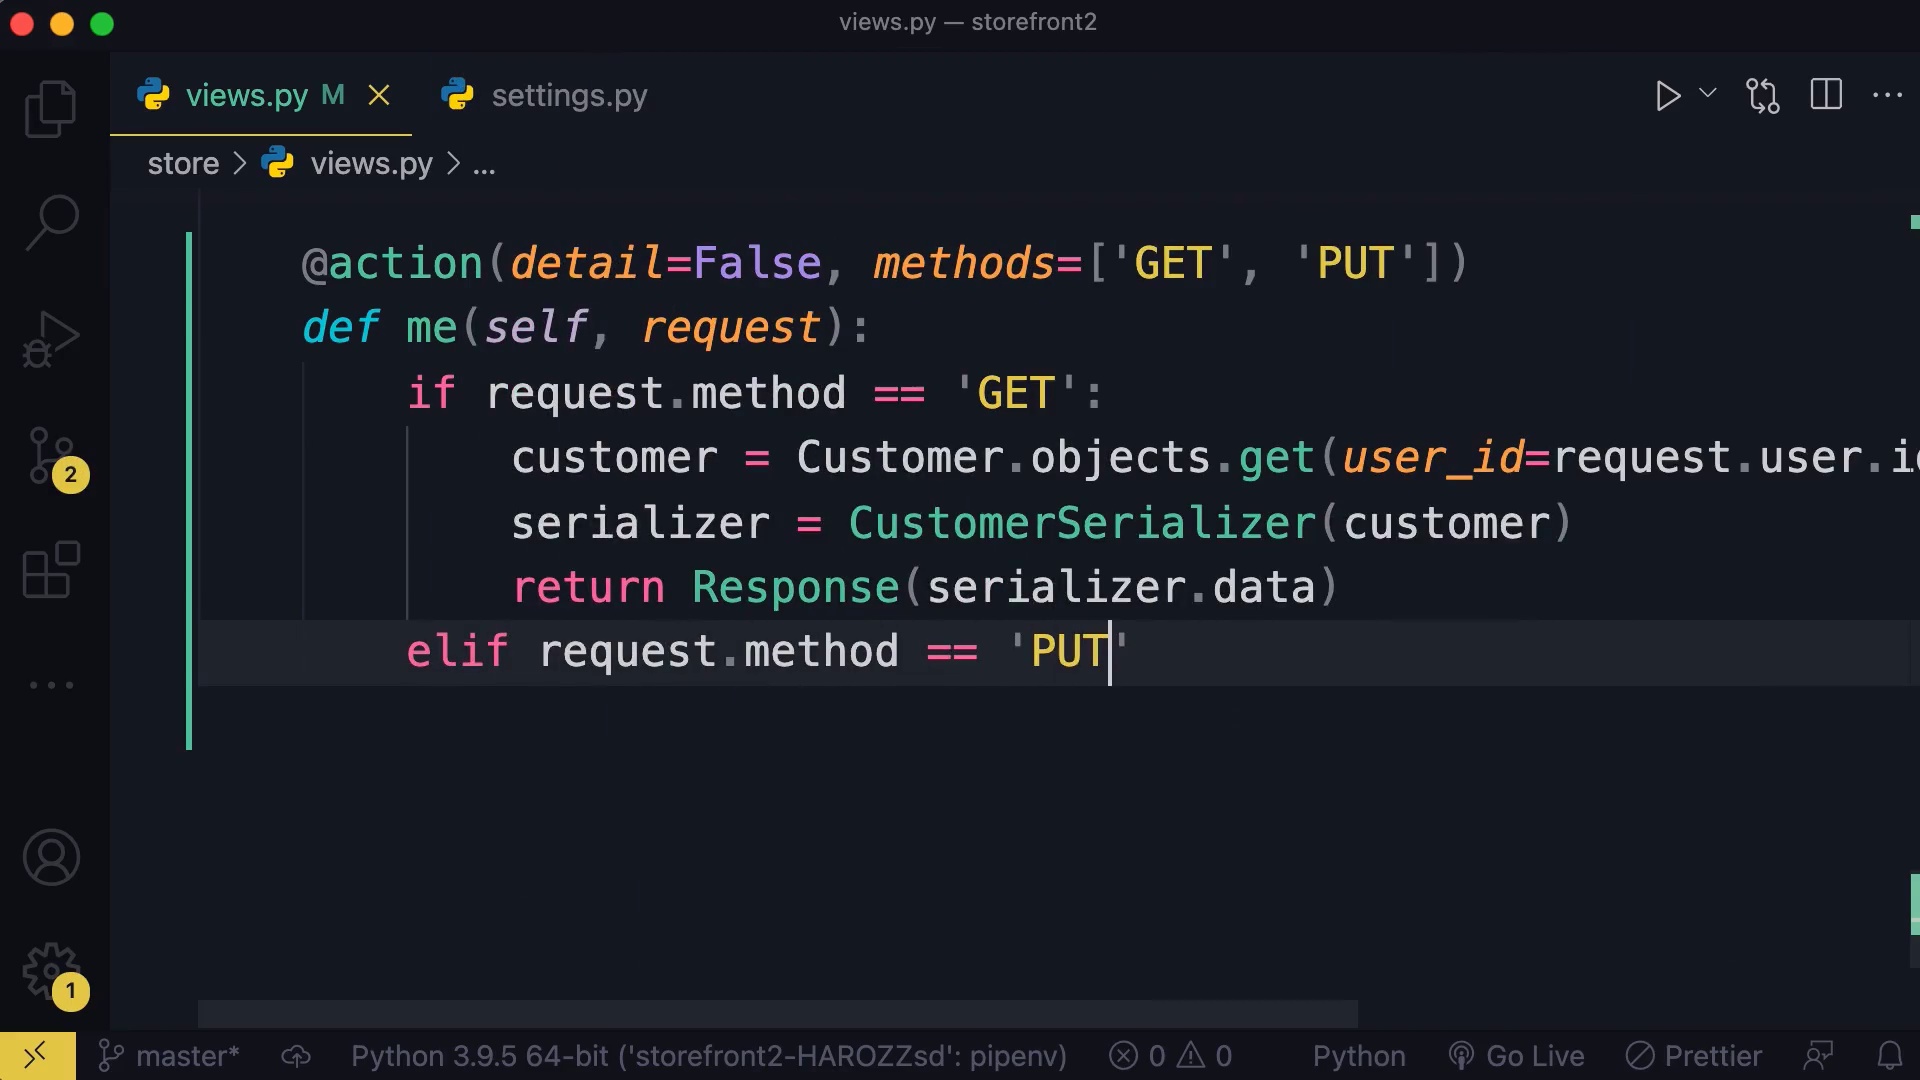 views.py — storefront2
views.py M
settings.py
store > views.py > ...
@action(detail=False, methods=['GET', 'PUT'])
def me(self, request):
if request.method == 'GET':
customer = Customer.objects.get(user_id=request.user.i
serializer = CustomerSerializer(customer)
return Response(serializer.data)
elif request.method == 'PUT'
2
1
master* Python 3.9.5 64-bit ('storefront2-HAROZZsd': pipenv) 0 0 Python Go Live Prettier